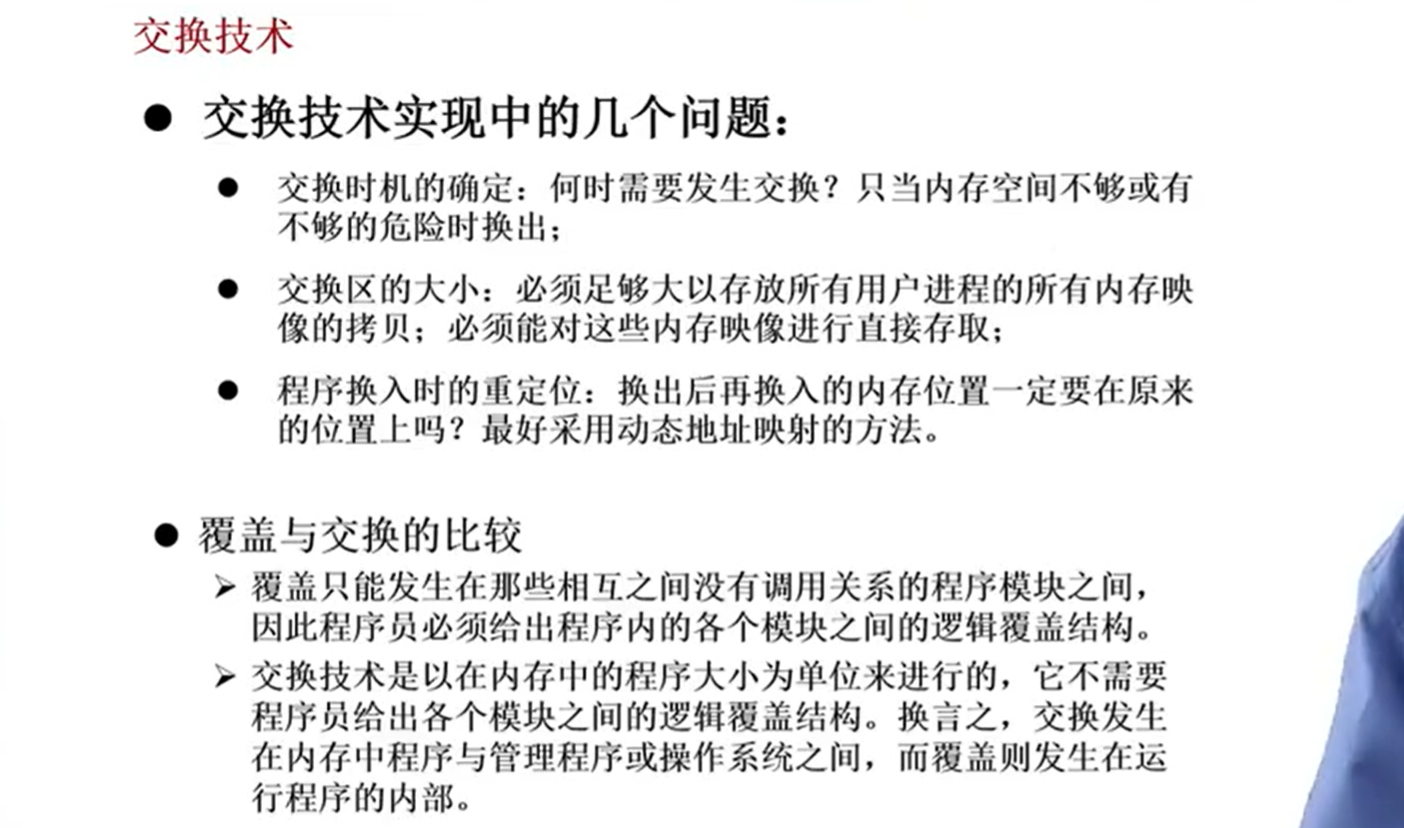 交换技术
● 交换技术实现中的几个问题：
● 交换时机的确定：何时需要发生交换？只当内存空间不够或有
不够的危险时换出；
● 交换区的大小：必须足够大以存放所有用户进程的所有内存映
像的拷贝；必须能对这些内存映像进行直接存取；
● 程序换入时的重定位：换出后再换入的内存位置一定要在原来
的位置上吗？最好采用动态地址映射的方法。
● 覆盖与交换的比较
➢ 覆盖只能发生在那些相互之间没有调用关系的程序模块之间，
因此程序员必须给出程序内的各个模块之间的逻辑覆盖结构。
➢ 交换技术是以在内存中的程序大小为单位来进行的，它不需要
程序员给出各个模块之间的逻辑覆盖结构。换言之，交换发生
在内存中程序与管理程序或操作系统之间，而覆盖则发生在运
行程序的内部。